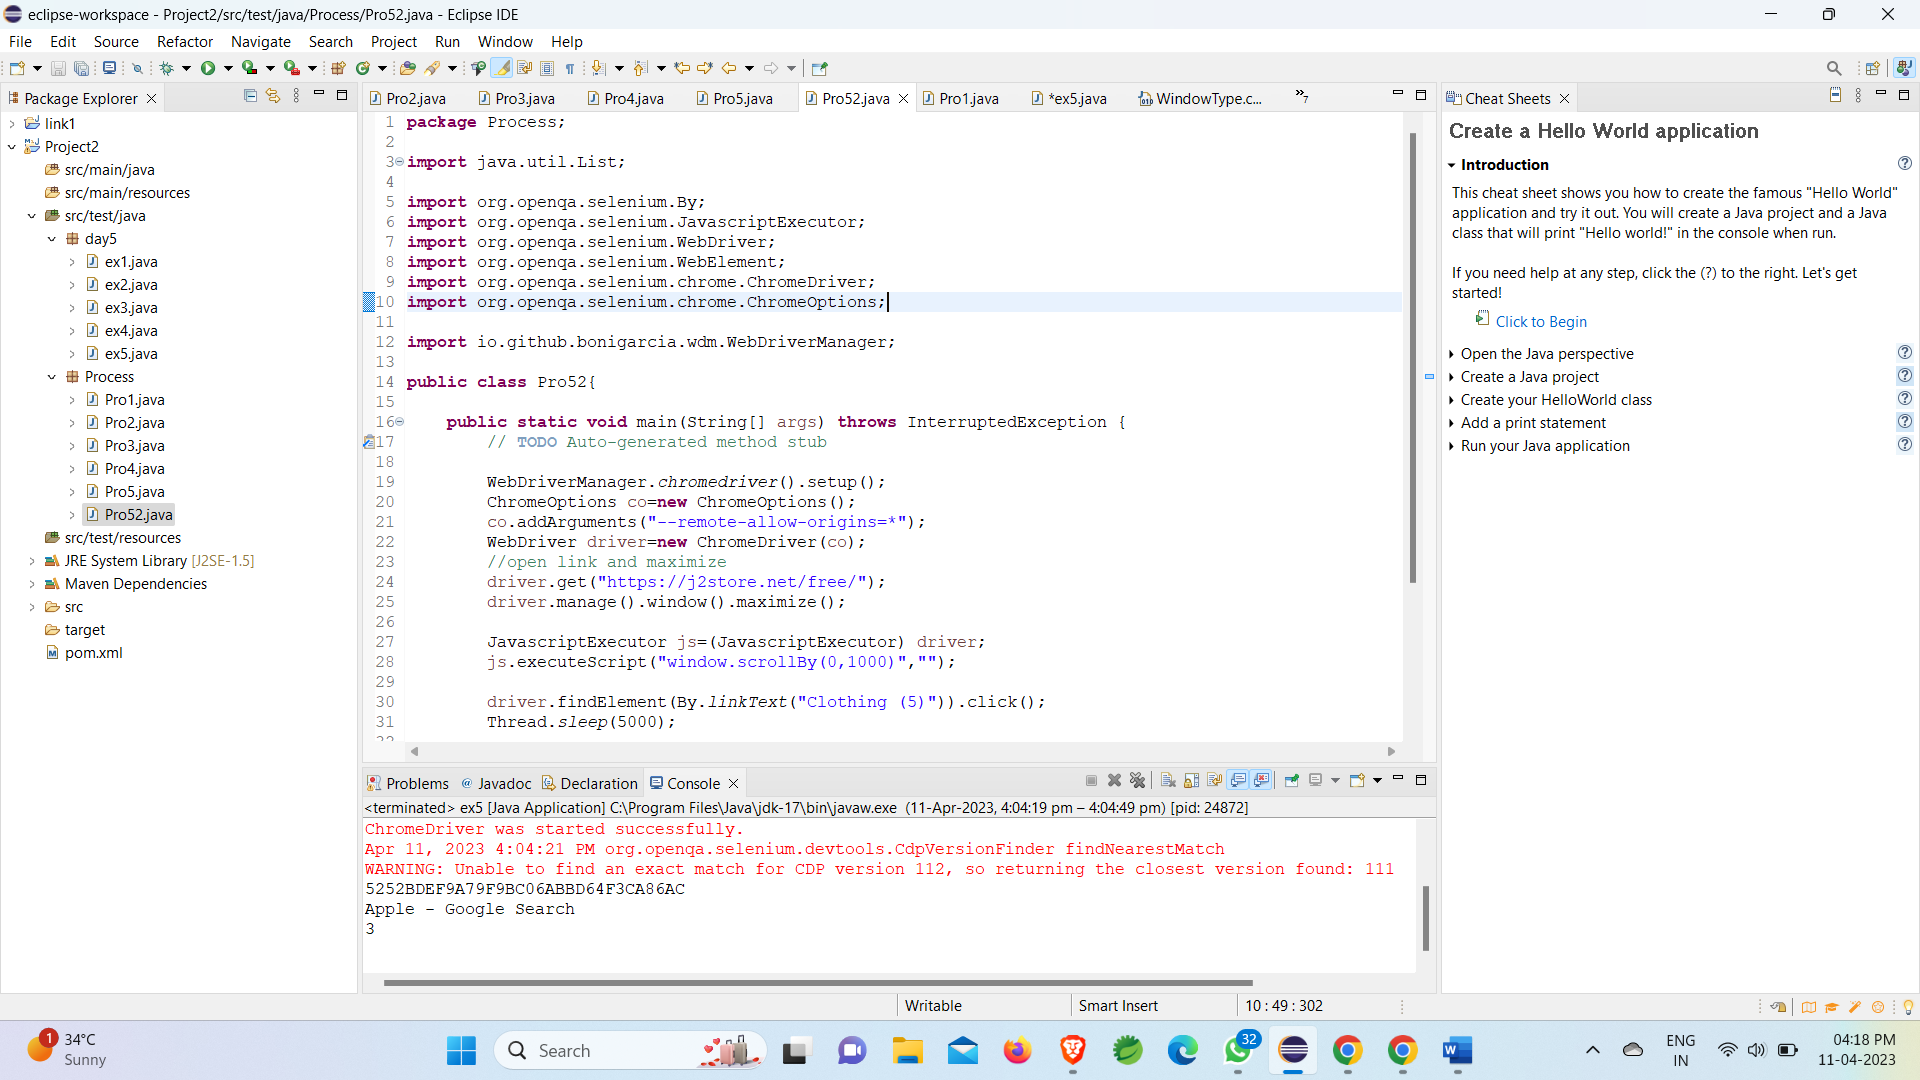 eclipse-workspace - Project2/src/test/java/Process/Pro52.java - Eclipse IDE
File Edit Source Refactor Navigate Search Project Run Window Help
Package Explorer
link1
Project2
src/main/java
src/main/resources
src/test/java
day5
ex1.java
ex2.java
ex3.java
ex4.java
ex5.java
Process
Pro1.java
Pro2.java
Pro3.java
Pro4.java
Pro5.java
Pro52.java
src/test/resources
JRE System Library [J2SE-1.5]
Maven Dependencies
src
target
pom.xml
Pro2.java Pro3.java Pro4.java Pro5.java Pro52.java Pro1.java *ex5.java WindowType.c... »7
1 package Process;
2
3 import java.util.List;
4
5 import org.openqa.selenium.By;
6 import org.openqa.selenium.JavascriptExecutor;
7 import org.openqa.selenium.WebDriver;
8 import org.openqa.selenium.WebElement;
9 import org.openqa.selenium.chrome.ChromeDriver;
10 import org.openqa.selenium.chrome.ChromeOptions;
11
12 import io.github.bonigarcia.wdm.WebDriverManager;
13
14 public class Pro52{
15
16 public static void main(String[] args) throws InterruptedException {
17 // TODO Auto-generated method stub
18
19 WebDriverManager.chromedriver().setup();
20 ChromeOptions co=new ChromeOptions();
21 co.addArguments("--remote-allow-origins=*");
22 WebDriver driver=new ChromeDriver(co);
23 //open link and maximize
24 driver.get("https://j2store.net/free/");
25 driver.manage().window().maximize();
26
27 JavascriptExecutor js=(JavascriptExecutor) driver;
28 js.executeScript("window.scrollBy(0,1000)","");
29
30 driver.findElement(By.linkText("Clothing (5)")).click();
31 Thread.sleep(5000);
Problems @ Javadoc Declaration Console
<terminated> ex5 [Java Application] C:\Program Files\Java\jdk-17\bin\javaw.exe (11-Apr-2023, 4:04:19 pm – 4:04:49 pm) [pid: 24872]
ChromeDriver was started successfully.
Apr 11, 2023 4:04:21 PM org.openqa.selenium.devtools.CdpVersionFinder findNearestMatch
WARNING: Unable to find an exact match for CDP version 112, so returning the closest version found: 111
5252BDEF9A79F9BC06ABBD64F3CA86AC
Apple - Google Search
3
Cheat Sheets
Create a Hello World application
Introduction
This cheat sheet shows you how to create the famous "Hello World"
application and try it out. You will create a Java project and a Java
class that will print "Hello world!" in the console when run.
If you need help at any step, click the (?) to the right. Let's get
started!
Click to Begin
Open the Java perspective
Create a Java project
Create your HelloWorld class
Add a print statement
Run your Java application
Writable Smart Insert 10 : 49 : 302
1
34°C
Sunny
Search
32
ENG
IN
04:18 PM
11-04-2023